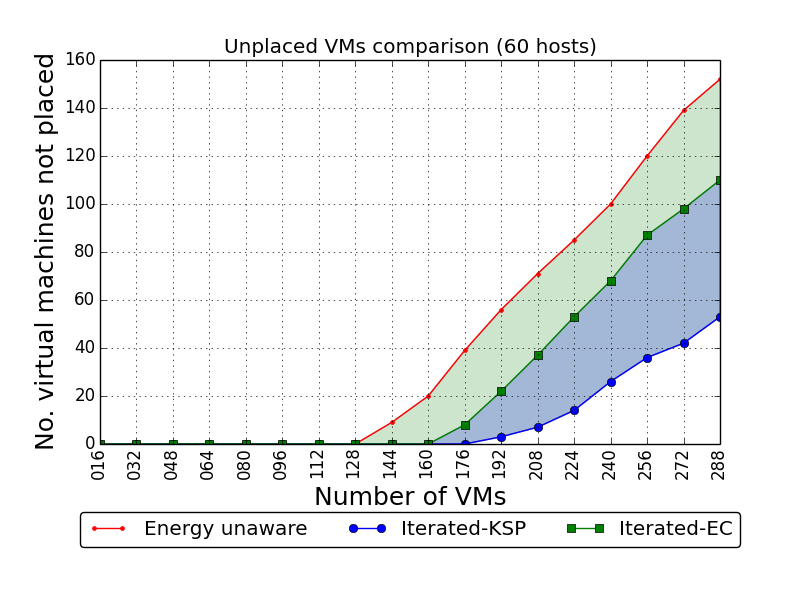 Unplaced VMs comparison (60 hosts)
No. virtual machines not placed
160
140
120
100
80
60
40
20
0
016 032 048 064 080 096 112 128 144 160 176 192 208 224 240 256 272 288
Number of VMs
Energy unaware Iterated-KSP Iterated-EC